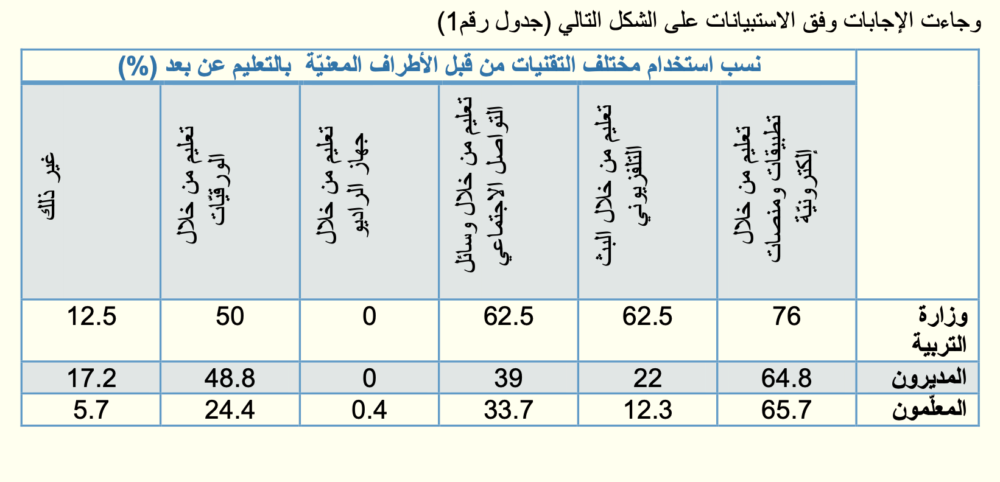 وجاءت الإجابات وفق الاستبيانات على الشكل التالي (جدول رقم1)
نسب استخدام مختلف التقنيات من قبل الأطراف المعنيّة بالتعليم عن بعد (%)
تعليم من خلال
تطبيقات ومنصات
إلكترونيّة
تعليم من خلال البث
التلفزيوني
تعليم من خلال وسائل
التواصل الاجتماعي
تعليم من خلال
جهاز الراديو
تعليم من خلال
الورقيّات
غير ذلك
وزارة
التربية
76
62.5
62.5
0
50
12.5
المديرون
64.8
22
39
0
48.8
17.2
المعلّمون
65.7
12.3
33.7
0.4
24.4
5.7